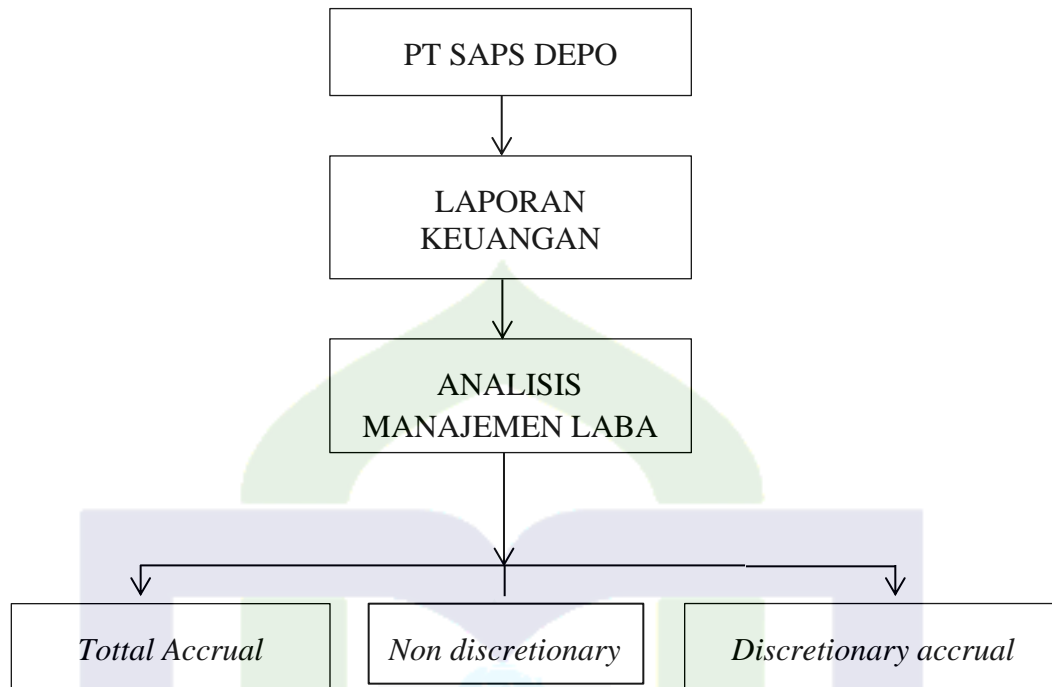 PT SAPS DEPO
LAPORAN
KEUANGAN
ANALISIS
MANAJEMEN LABA
Tottal Accrual
Non discretionary
Discretionary accrual